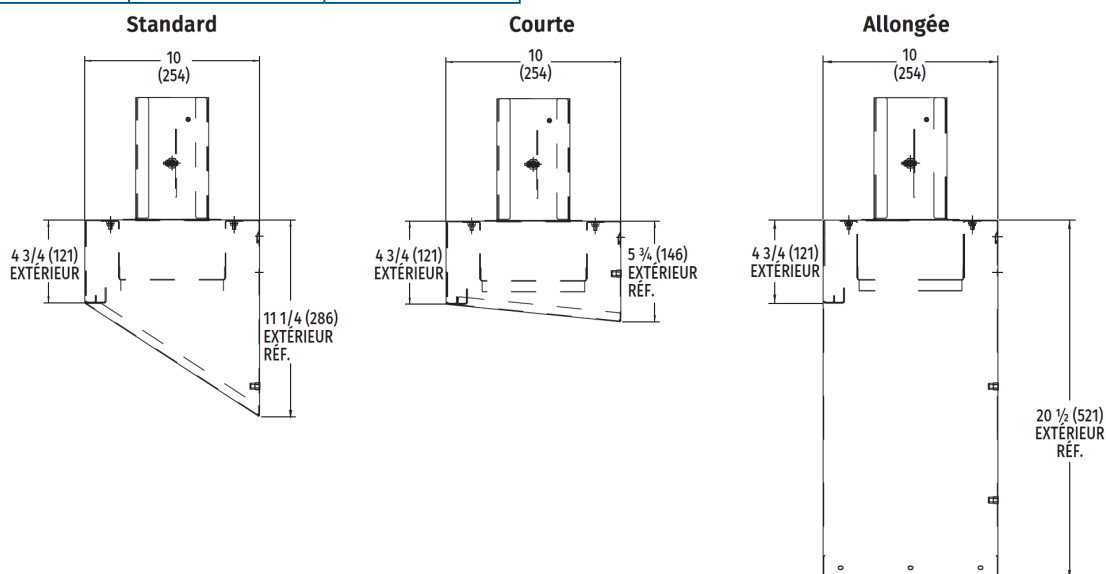 Standard
10
(254)
4 3/4 (121)
EXTÉRIEUR
11 1/4 (286)
EXTÉRIEUR
RÉF.
Courte
10
(254)
4 3/4 (121)
EXTÉRIEUR
5 ¾ (146)
EXTÉRIEUR
RÉF.
Allongée
10
(254)
4 3/4 (121)
EXTÉRIEUR
20 ½ (521)
EXTÉRIEUR
RÉF.